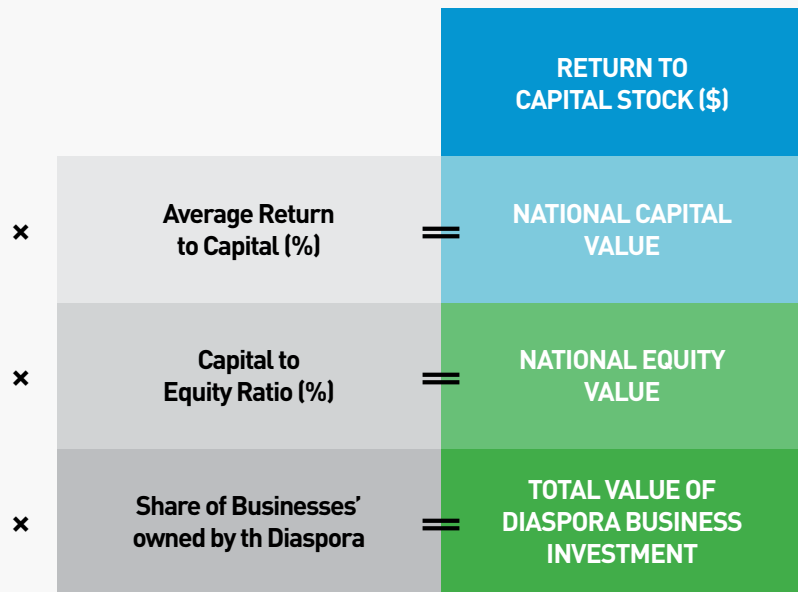 RETURN TO
CAPITAL STOCK ($)
×
Average Return
to Capital (%)
=
NATIONAL CAPITAL
VALUE
×
Capital to
Equity Ratio (%)
=
NATIONAL EQUITY
VALUE
×
Share of Businesses’
owned by th Diaspora
=
TOTAL VALUE OF
DIASPORA BUSINESS
INVESTMENT